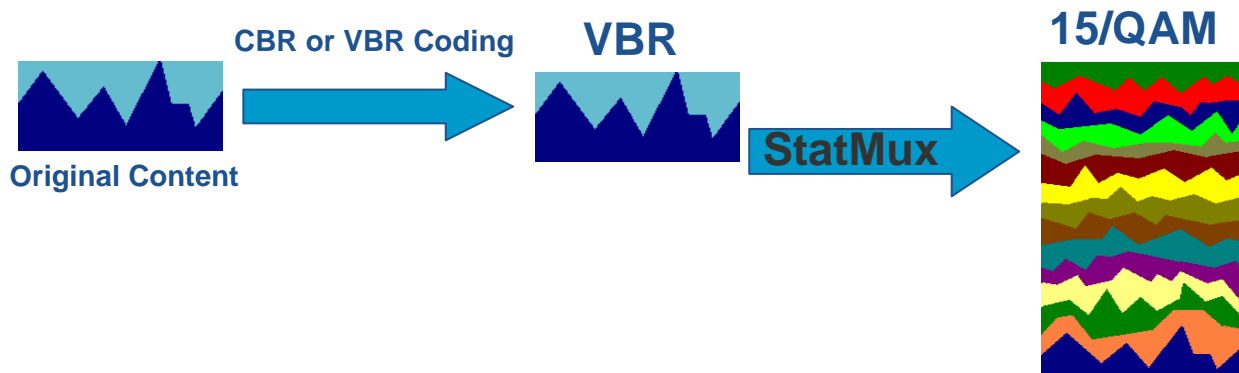 Original Content
CBR or VBR Coding
VBR
StatMux
15/QAM